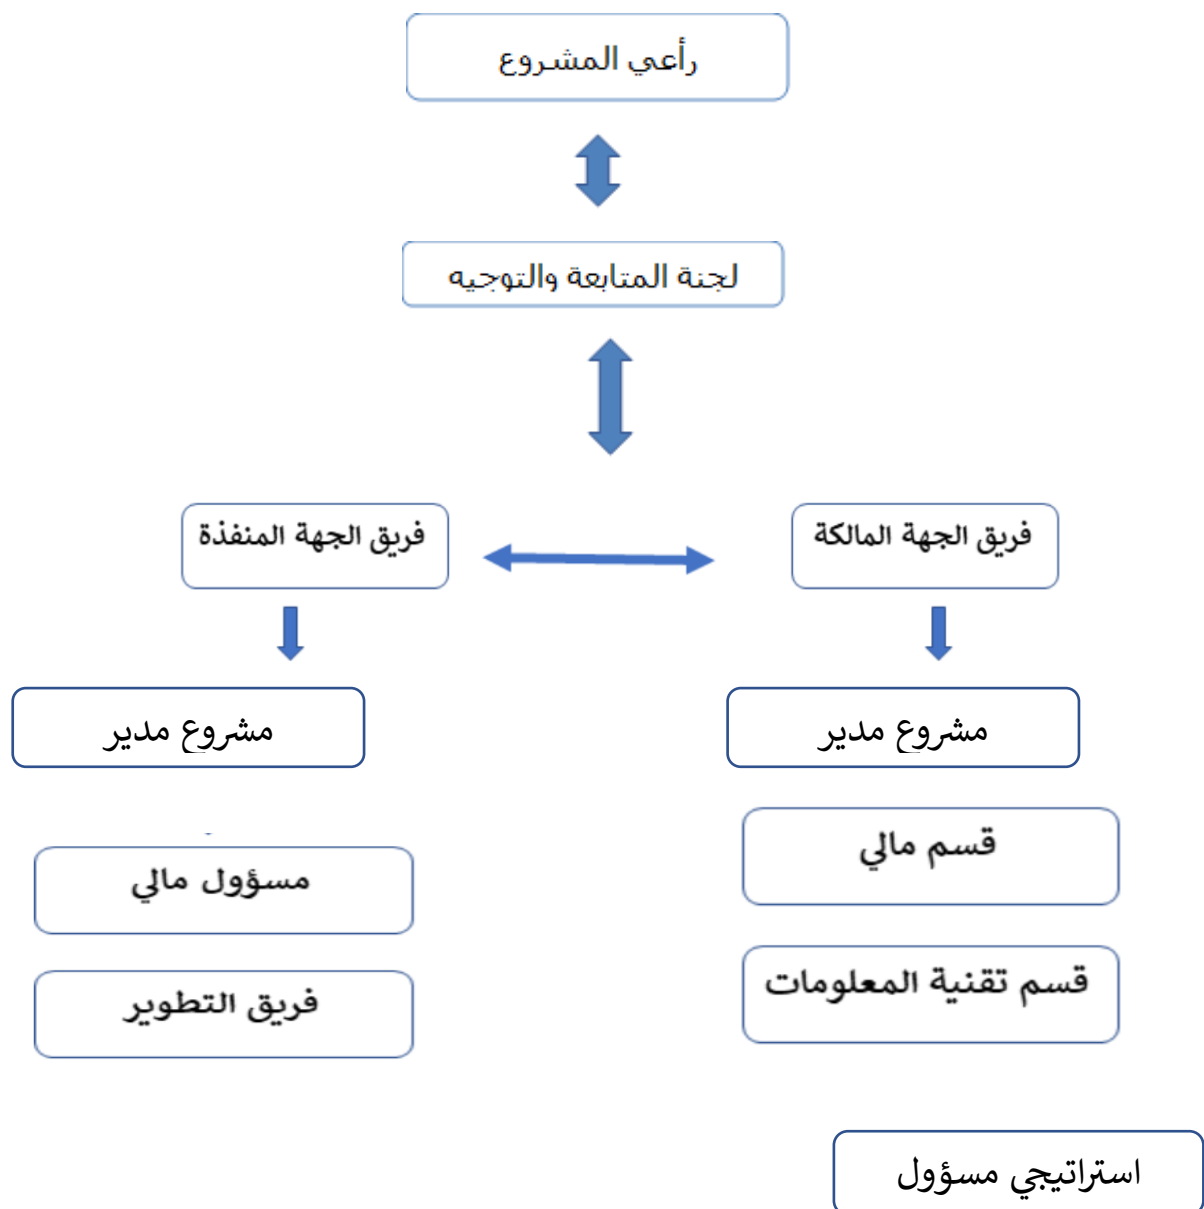 رأعي المشروع
لجنة المتابعة والتوجيه
فريق الجهة المالكة
فريق الجهة المنفذة
مشروع مدير
مشروع مدير
قسم مالي
مسؤول مالي
قسم تقنية المعلومات
فريق التطوير
استراتيجي مسؤول